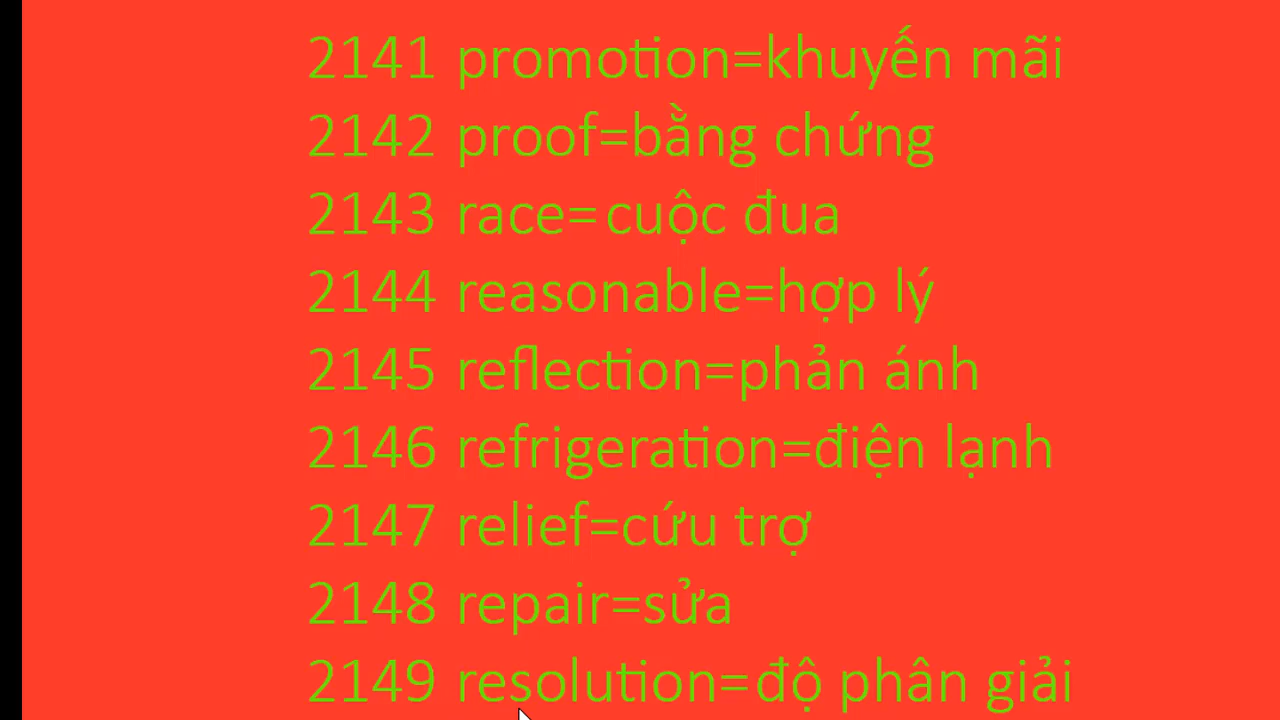 2141 promotion=khuyến mãi
2142 proof=bằng chứng
2143 race=cuộc đua
2144 reasonable=hợp lý
2145 reflection=phản ánh
2146 refrigeration=điện lạnh
2147 relief=cứu trợ
2148 repair=sửa
2149 resolution=độ phân giải